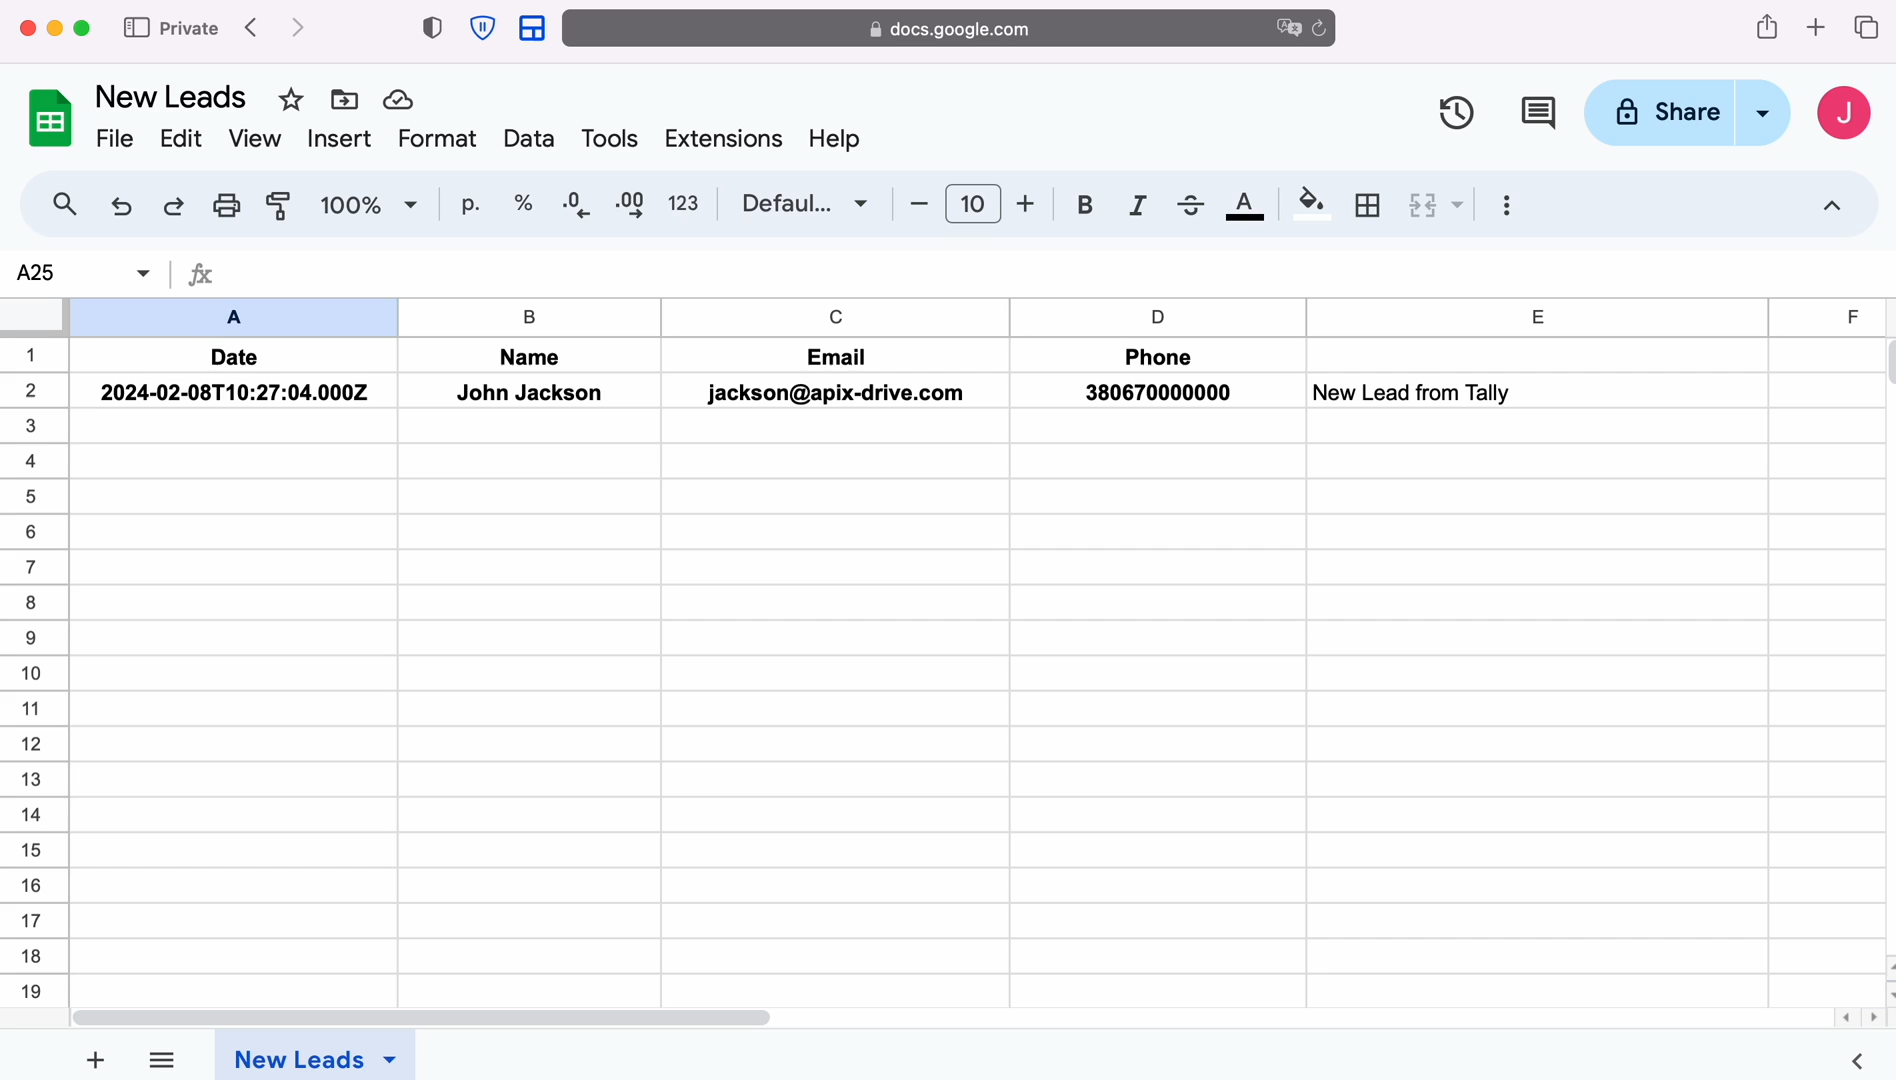 Private
docs.google.com
New Leads
File Edit View Insert Format Data Tools Extensions Help
Share
J
100% p. % .0 .00 123 Defaul... 10 B I S A
A25 fx
A B C D E F
1 Date Name Email Phone
2 2024-02-08T10:27:04.000Z John Jackson jackson@apix-drive.com 380670000000 New Lead from Tally
3
4
5
6
7
8
9
10
11
12
13
14
15
16
17
18
19
New Leads